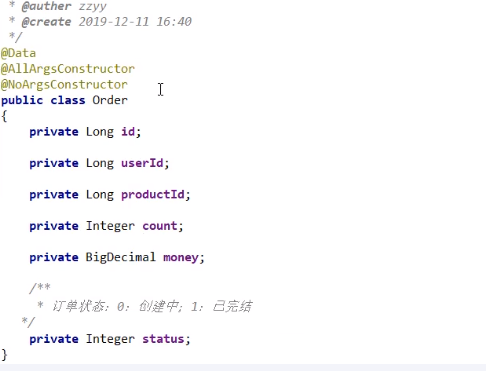 * @auther zzyy
* @create 2019-12-11 16:40
*/
@Data
@AllArgsConstructor
@NoArgsConstructor
public class Order
{
private Long id;
private Long userId;
private Long productId;
private Integer count;
private BigDecimal money;
/**
* 订单状态：0：创建中；1：已完结
*/
private Integer status;
}